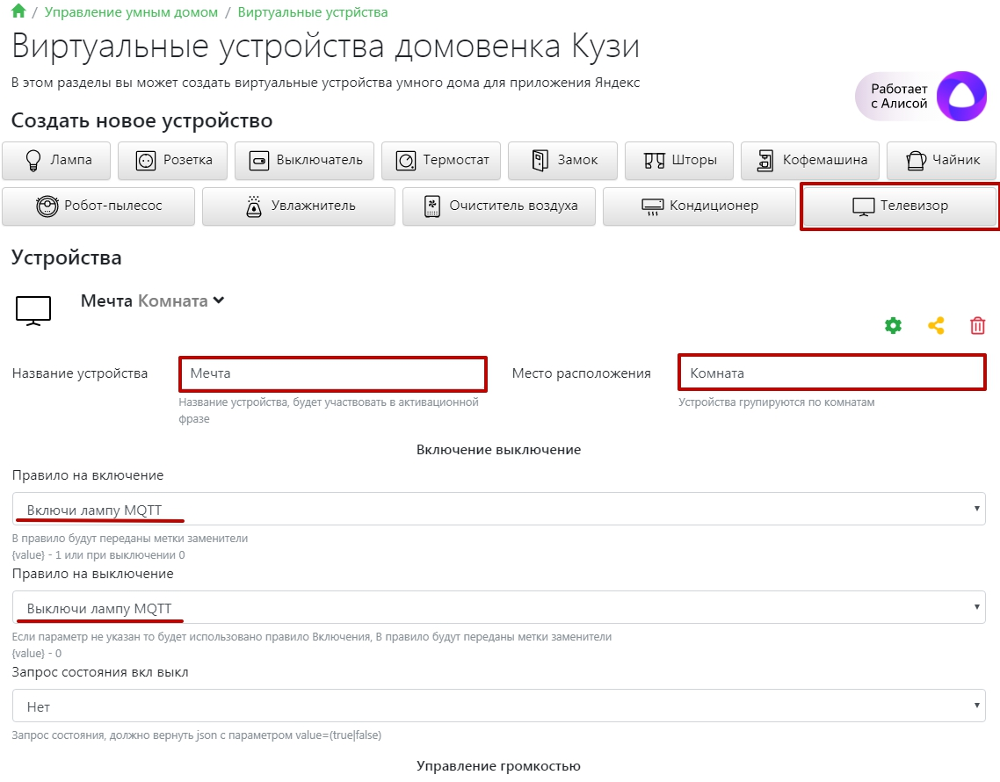 / Управление умным домом / Виртуальные устрйства
Виртуальные устройства домовенка Кузи
В этом разделы вы может создать виртуальные устройства умного дома для приложения Яндекс
Работает
с Алисой
Создать новое устройство
Лампа Розетка Выключатель Термостат Замок Шторы Кофемашина Чайник
Робот-пылесос Увлажнитель Очиститель воздуха Кондиционер Телевизор
Устройства
Мечта Комната
Название устройства Мечта Место расположения Комната
Название устройства, будет участвовать в активационной Устройства групируются по комнатам
фразе
Включение выключение
Правило на включение
Включи лампу MQTT
В правило будут переданы метки заменители
{value} - 1 или при выключении 0
Правило на выключение
Выключи лампу MQTT
Если параметр не указан то будет использовано правило Включения, В правило будут переданы метки заменители
{value} - 0
Запрос состояния вкл выкл
Нет
Запрос состояния, должно вернуть json с параметром value=(true|false)
Управление громкостью